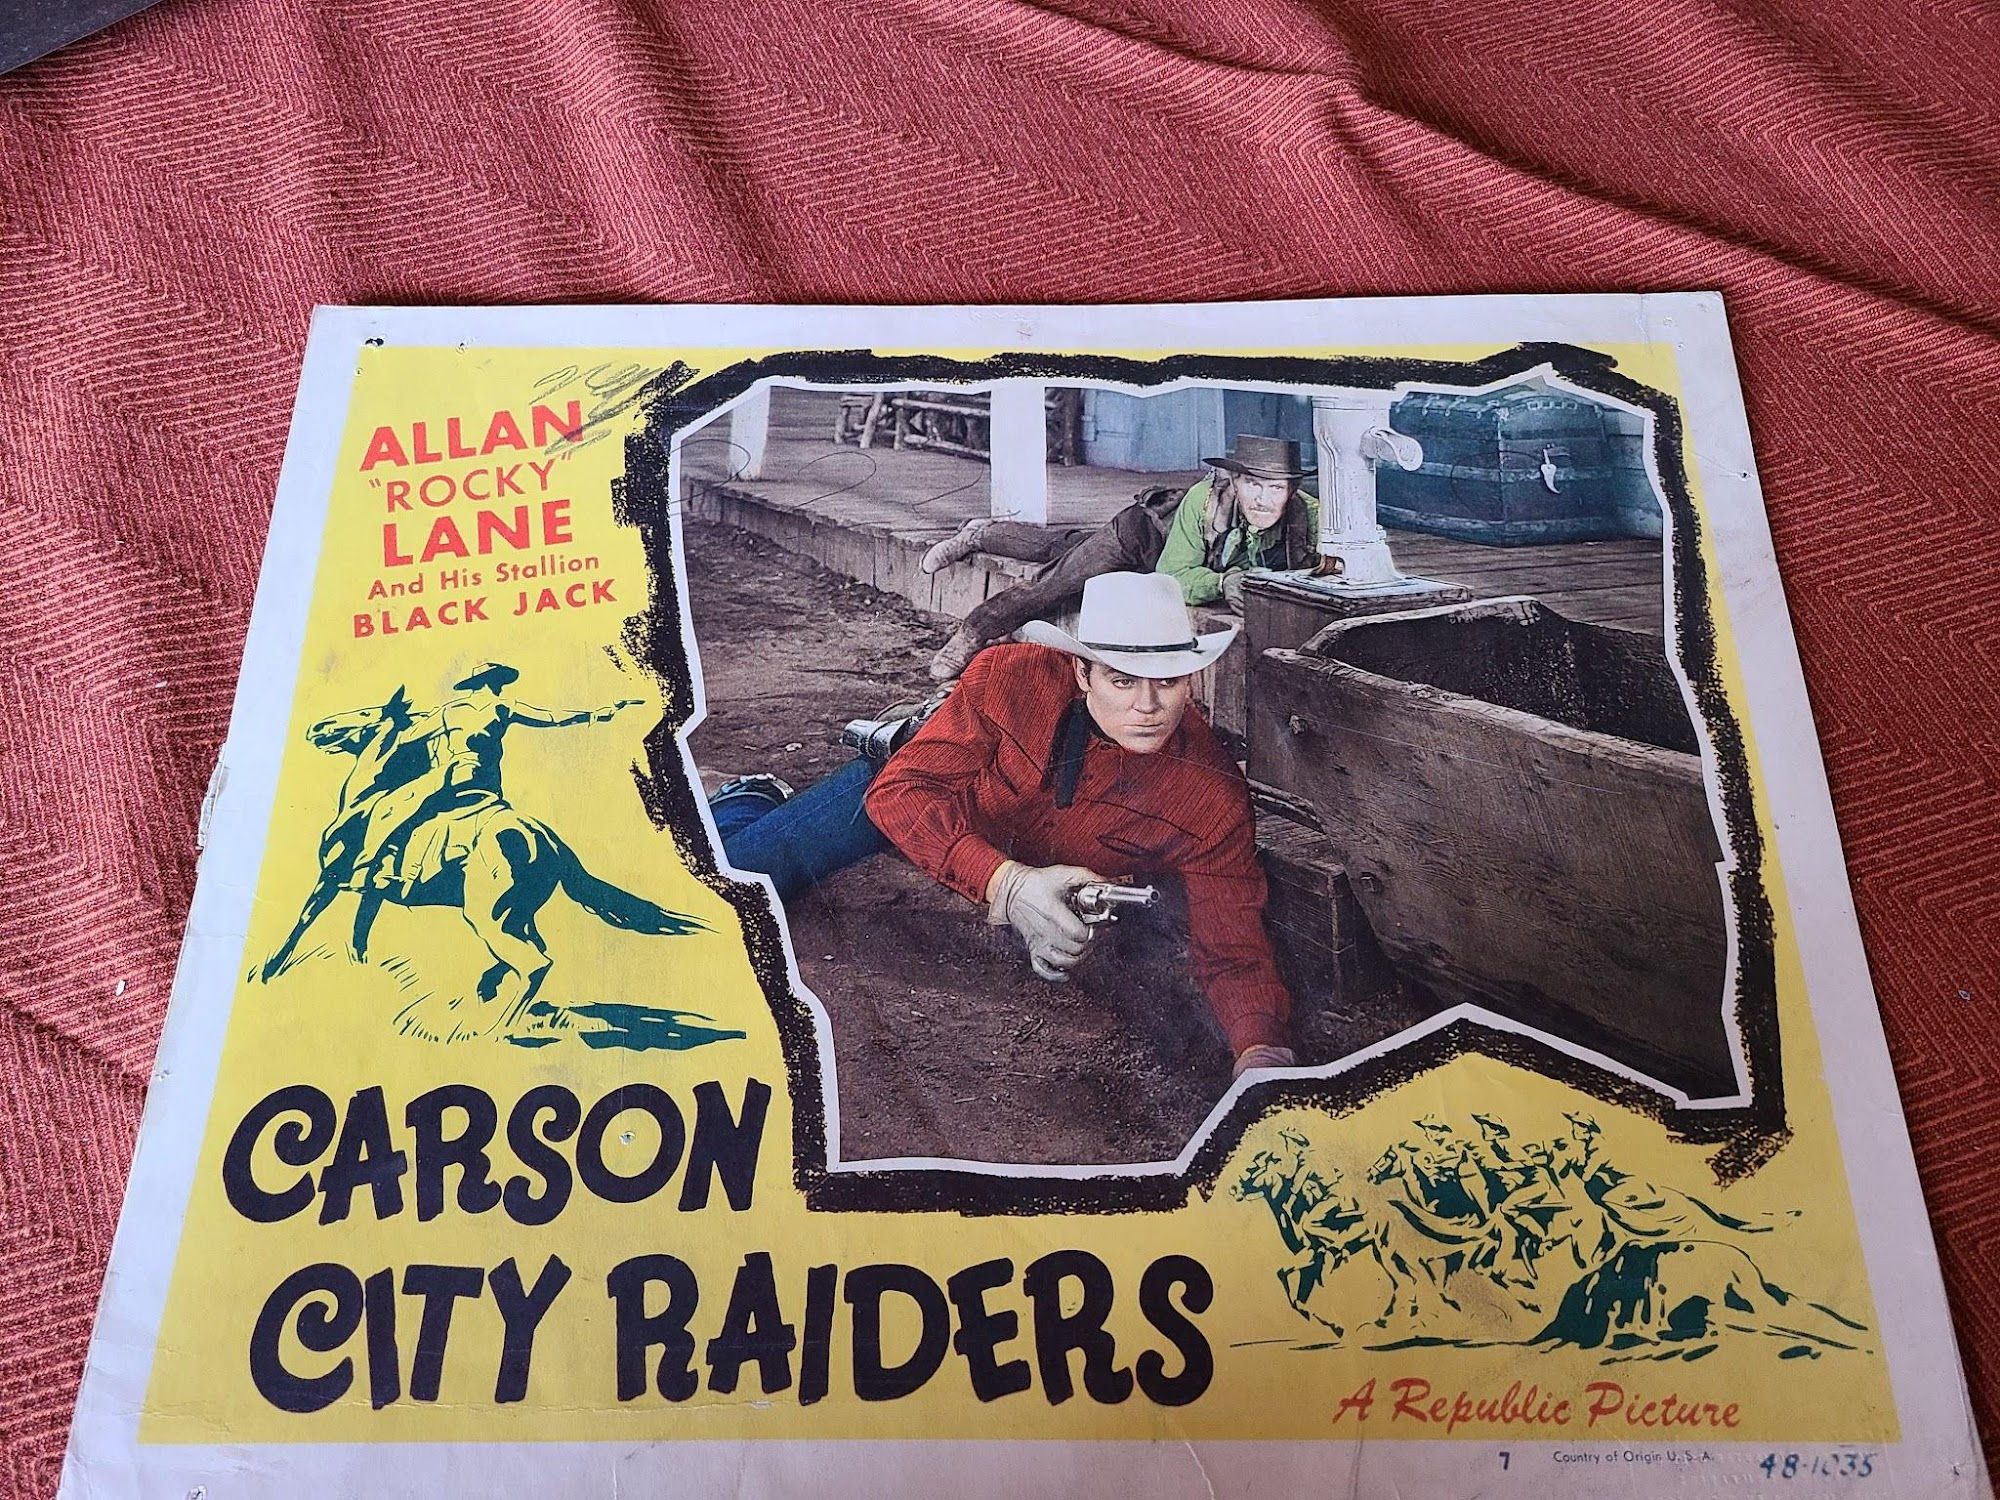 ALLAN
"ROCKY"
LANE
And His Stallion
BLACK JACK
CARSON
CITY RAIDERS
A Republic Picture
7 Country of Origin U. S. A. 48-1035